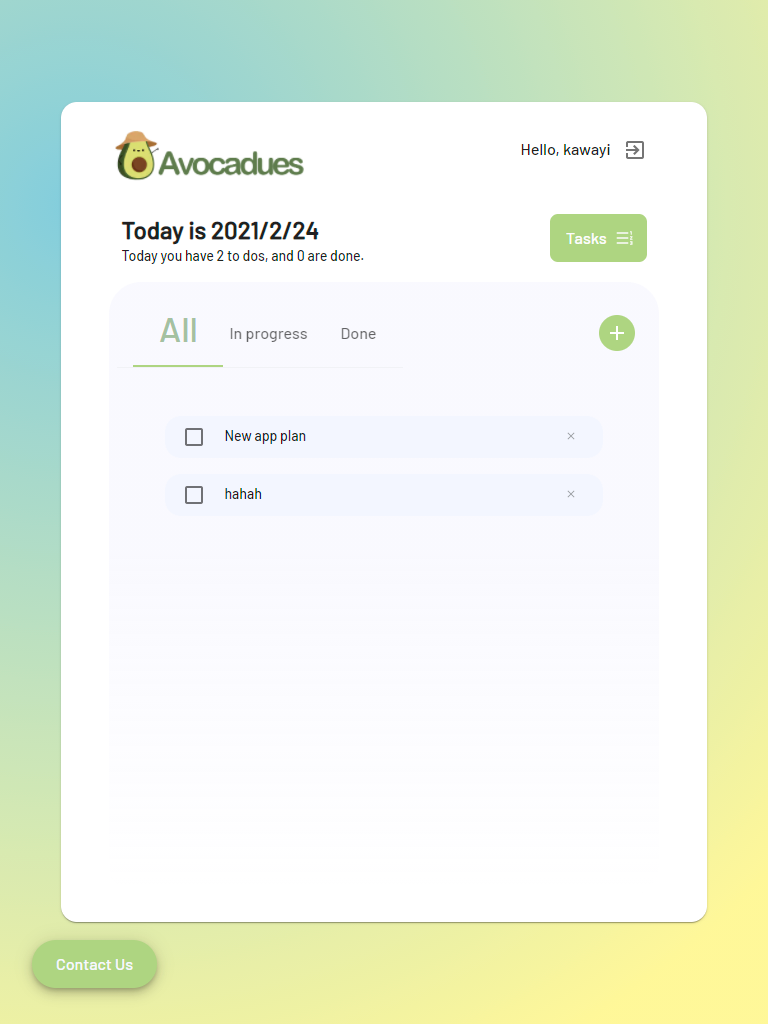 Avocadues
Hello, kawayi
Today is 2021/2/24
Tasks
Today you have 2 to dos, and 0 are done.
All
In progress
Done
New app plan
hahah
Contact Us